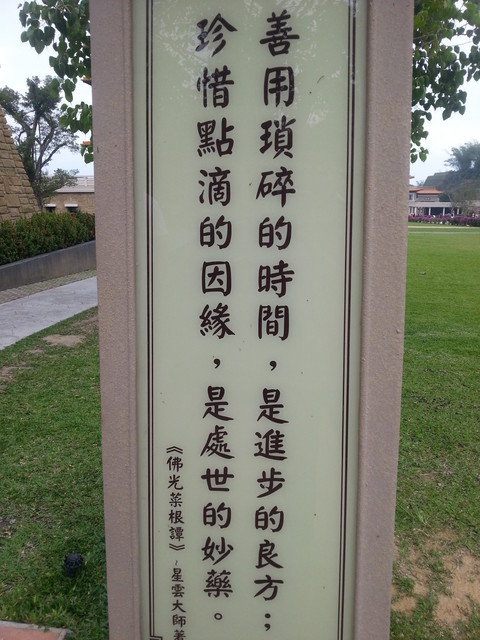 善用瑣碎的時間，是進步的良方；
珍惜點滴的因緣，是處世的妙藥。
《佛光菜根譚》~星雲大師著